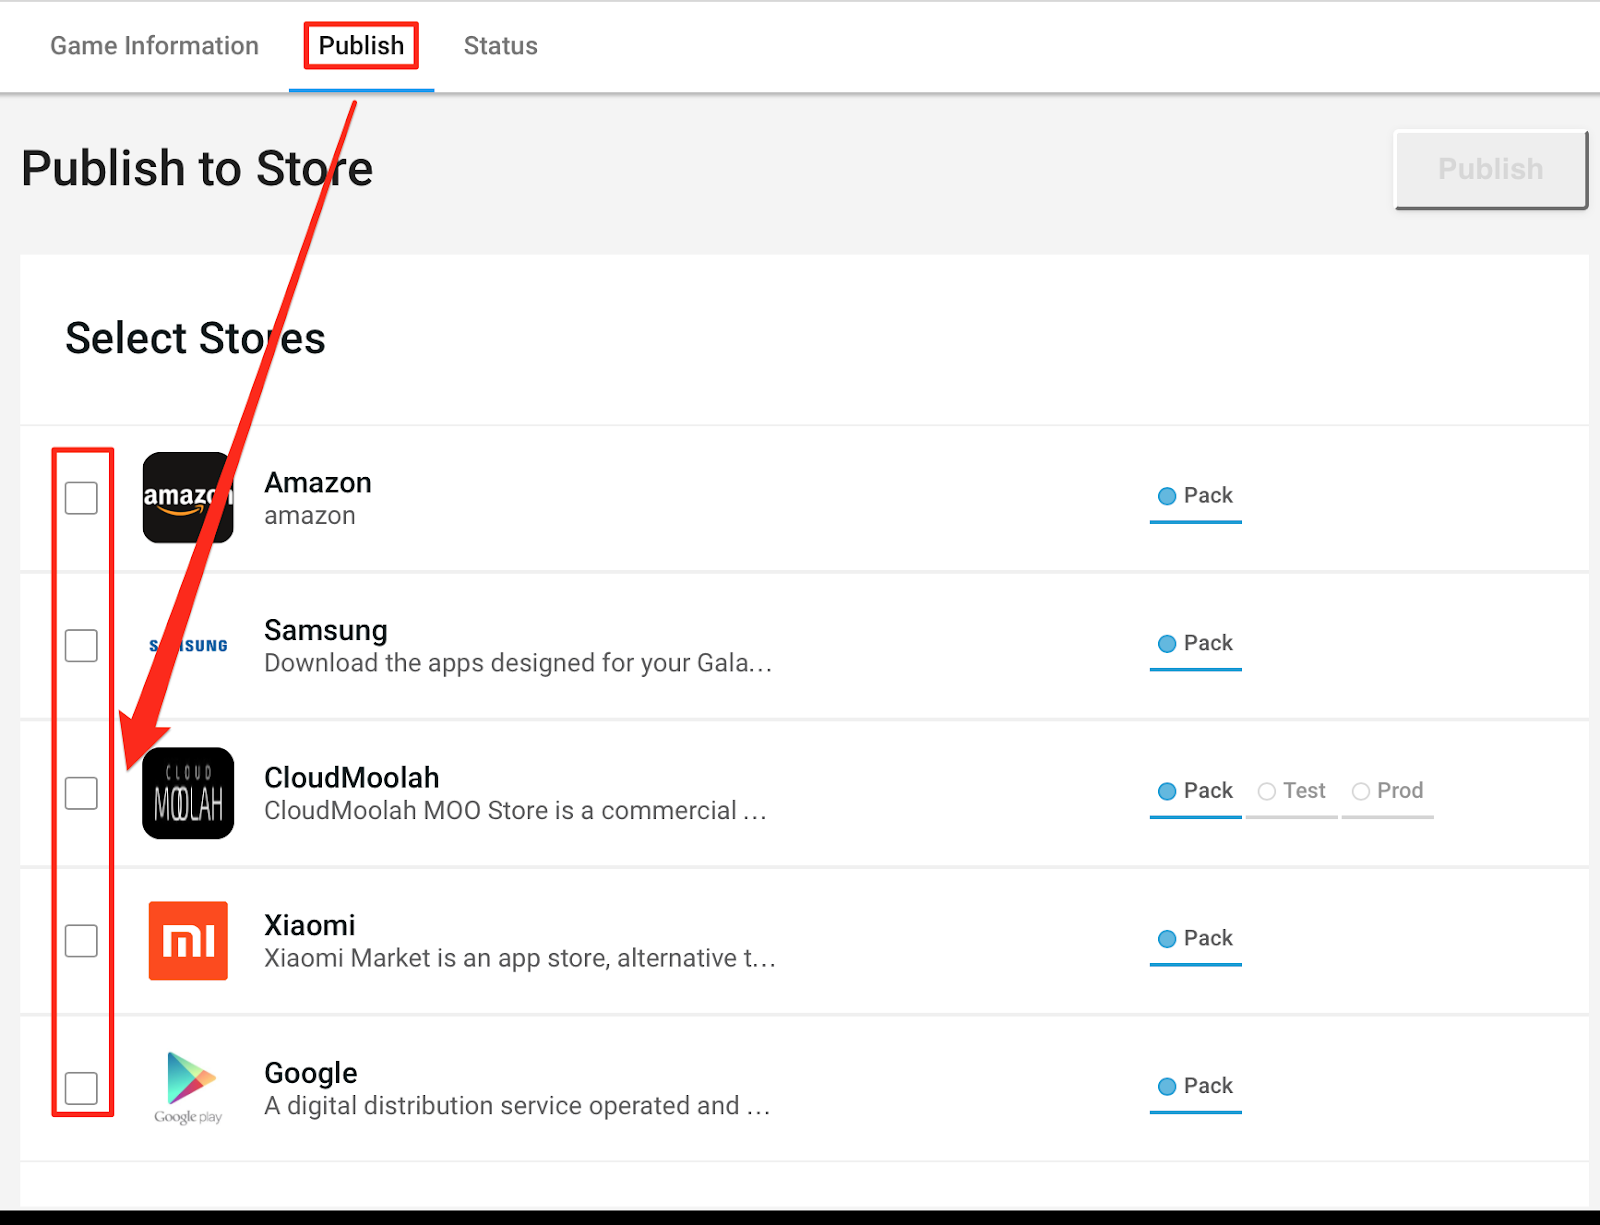 Game Information
Publish
Status
Publish to Store
Publish
Select Stores
amazon
Amazon
amazon
Pack
SAMSUNG
Samsung
Download the apps designed for your Gala...
Pack
CLOUD
MOOLAH
CloudMoolah
CloudMoolah MOO Store is a commercial ...
Pack
Test
Prod
mi
Xiaomi
Xiaomi Market is an app store, alternative t...
Pack
Google play
Google
A digital distribution service operated and ...
Pack